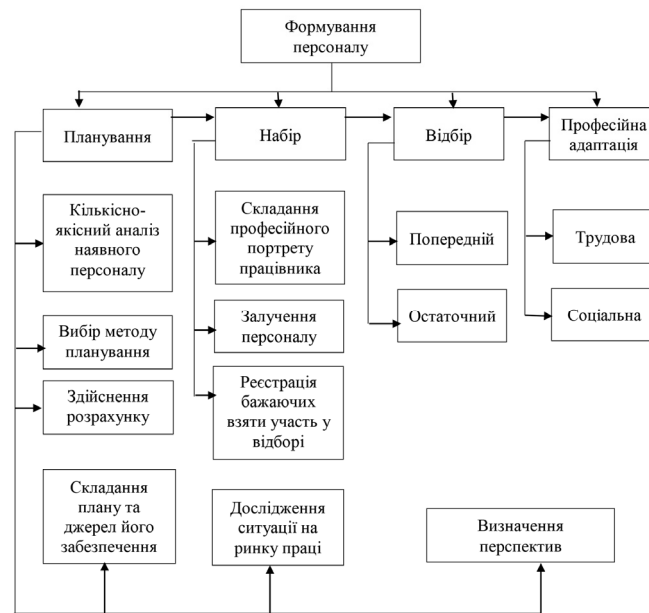 Формування
персоналу
Планування
Набір
Відбір
Професійна
адаптація
Кількісно-
якісний аналіз
наявного
персоналу
Складання
професійного
портрету
працівника
Попередній
Трудова
Вибір методу
планування
Залучення
персоналу
Остаточний
Соціальна
Здійснення
розрахунку
Реєстрація
бажаючих
взяти участь у
відборі
Складання
плану та
джерел його
забезпечення
Дослідження
ситуації на
ринку праці
Визначення
перспектив